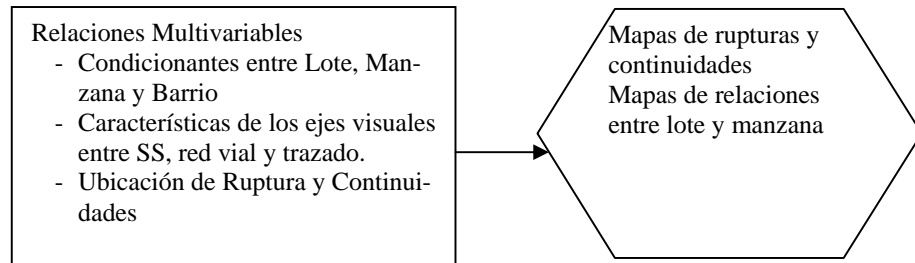 Relaciones Multivariables
- Condicionantes entre Lote, Man-
zana y Barrio
- Características de los ejes visuales
entre SS, red vial y trazado.
- Ubicación de Ruptura y Continui-
dades
Mapas de rupturas y
continuidades
Mapas de relaciones
entre lote y manzana